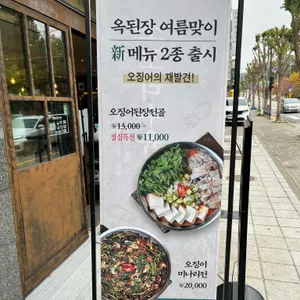 옥된장 여름맞이
新 메뉴 2종 출시
오징어의 재발견!
오징어된장전골
₩13,000
점심특선 ₩11,000
오징어
미나리전
₩20,000